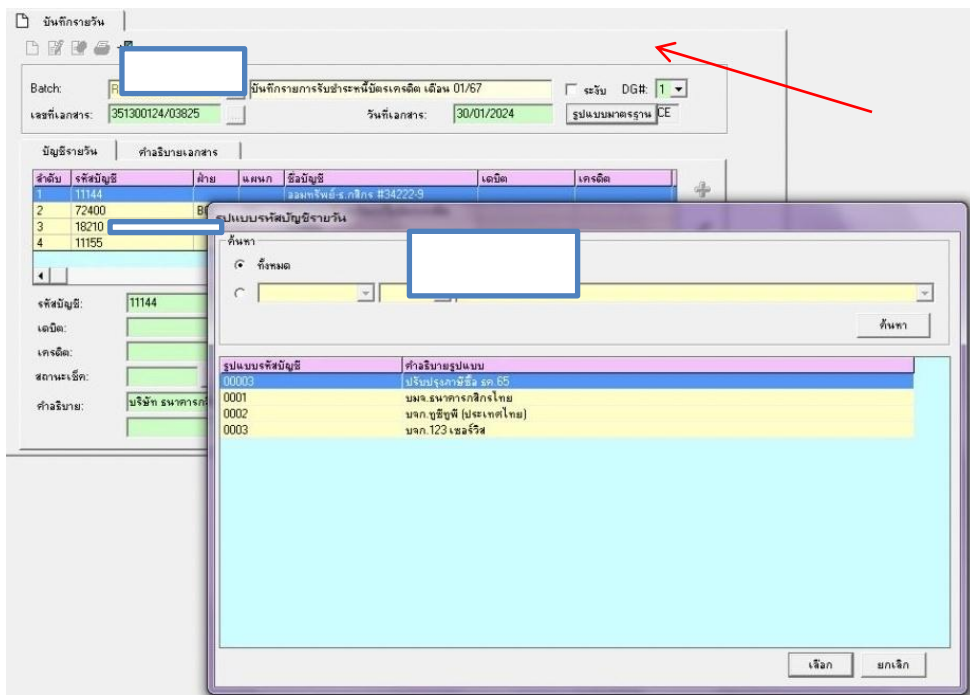 บันทึกรายวัน
Batch: บันทึกรายการรับชำระหนี้บัตรเครดิต เดือน 01/67 ระงับ DG#: 1
เลขที่เอกสาร: 351300124/03825 ... วันที่เอกสาร: 30/01/2024 รูปแบบมาตรฐาน CE
บัญชีรายวัน คำอธิบายเอกสาร
ลำดับ รหัสบัญชี ฝ่าย แผนก ชื่อบัญชี เดบิต เครดิต
1 11144 ออมทรัพย์-ธ.กสิกร #34222-9
2 72400
3 18210
4 11155
รหัสบัญชี: 11144
เดบิต:
เครดิต:
สถานะเช็ค:
คำอธิบาย: บริษัท ธนาคารก
รูปแบบรหัสบัญชีรายวัน
ค้นหา
ทั้งหมด
ค้นหา
รูปแบบรหัสบัญชี คำอธิบายรูปแบบ
00003 ปรับปรุงภาษีซื้อ ธค.65
0001 บมจ.ธนาคารกสิกรไทย
0002 บจก.ทูซีทูพี (ประเทศไทย)
0003 บจก.123 เซอร์วิส
เลือก ยกเลิก